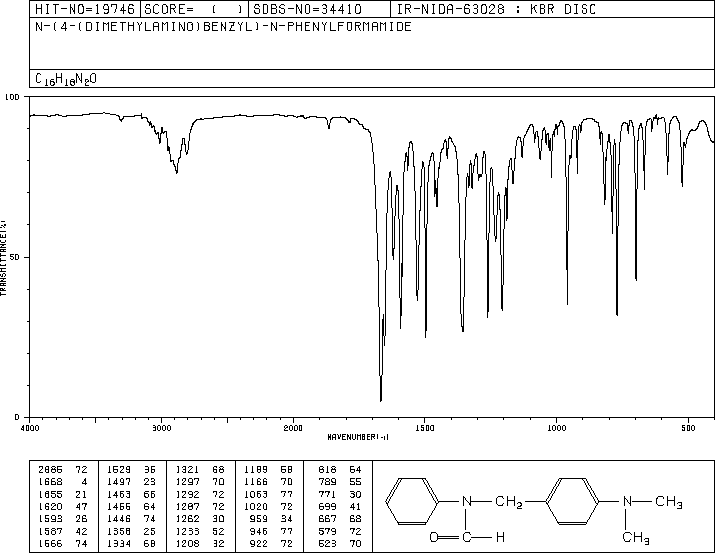 HIT-NO=19746 SCORE= ( ) SDBS-NO=34410 IR-NIDA-63028 : KBR DISC
N-(4-(DIMETHYLAMINO)BENZYL)-N-PHENYLFORMAMIDE
C16H18N2O
100
50
0
TRANSMITTANCE(%)
4000 3000 2000 1500 1000 500
WAVENUMBER(-1)
2886 72 1529 36 1321 68 1189 58 818 64
1668 4 1497 23 1297 70 1166 70 789 55
1655 21 1463 66 1292 72 1063 77 771 30
1620 47 1455 64 1287 72 1020 72 699 41
1593 26 1446 74 1262 30 959 34 667 68
1587 42 1358 25 1233 52 946 77 579 72
1566 74 1334 68 1208 32 922 72 523 70
N CH2 N CH3
CH3
O C H